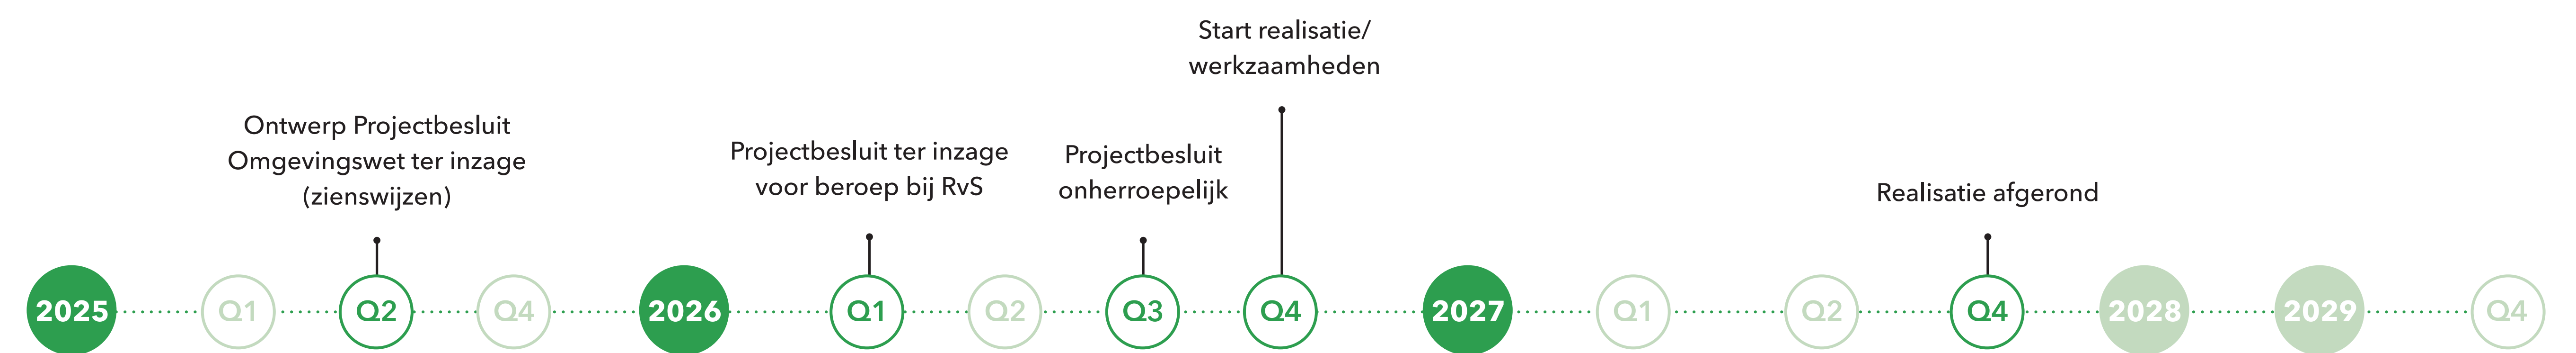 Start realisatie/
werkzaamheden
Ontwerp Projectbesluit
Omgevingswet ter inzage
(zienswijzen)
Projectbesluit ter inzage
voor beroep bij RvS
Projectbesluit
onherroepelijk
Realisatie afgerond
2025 Q1 Q2 Q4 2026 Q1 Q2 Q3 Q4 2027 Q1 Q2 Q4 2028 2029 Q4